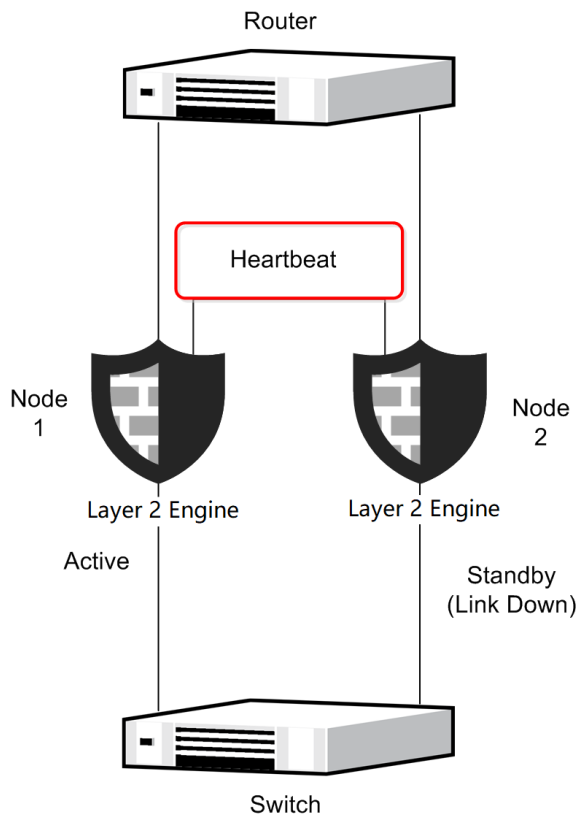 Router
Heartbeat
Node
1
Node
2
Layer 2 Engine
Layer 2 Engine
Active
Standby
(Link Down)
Switch